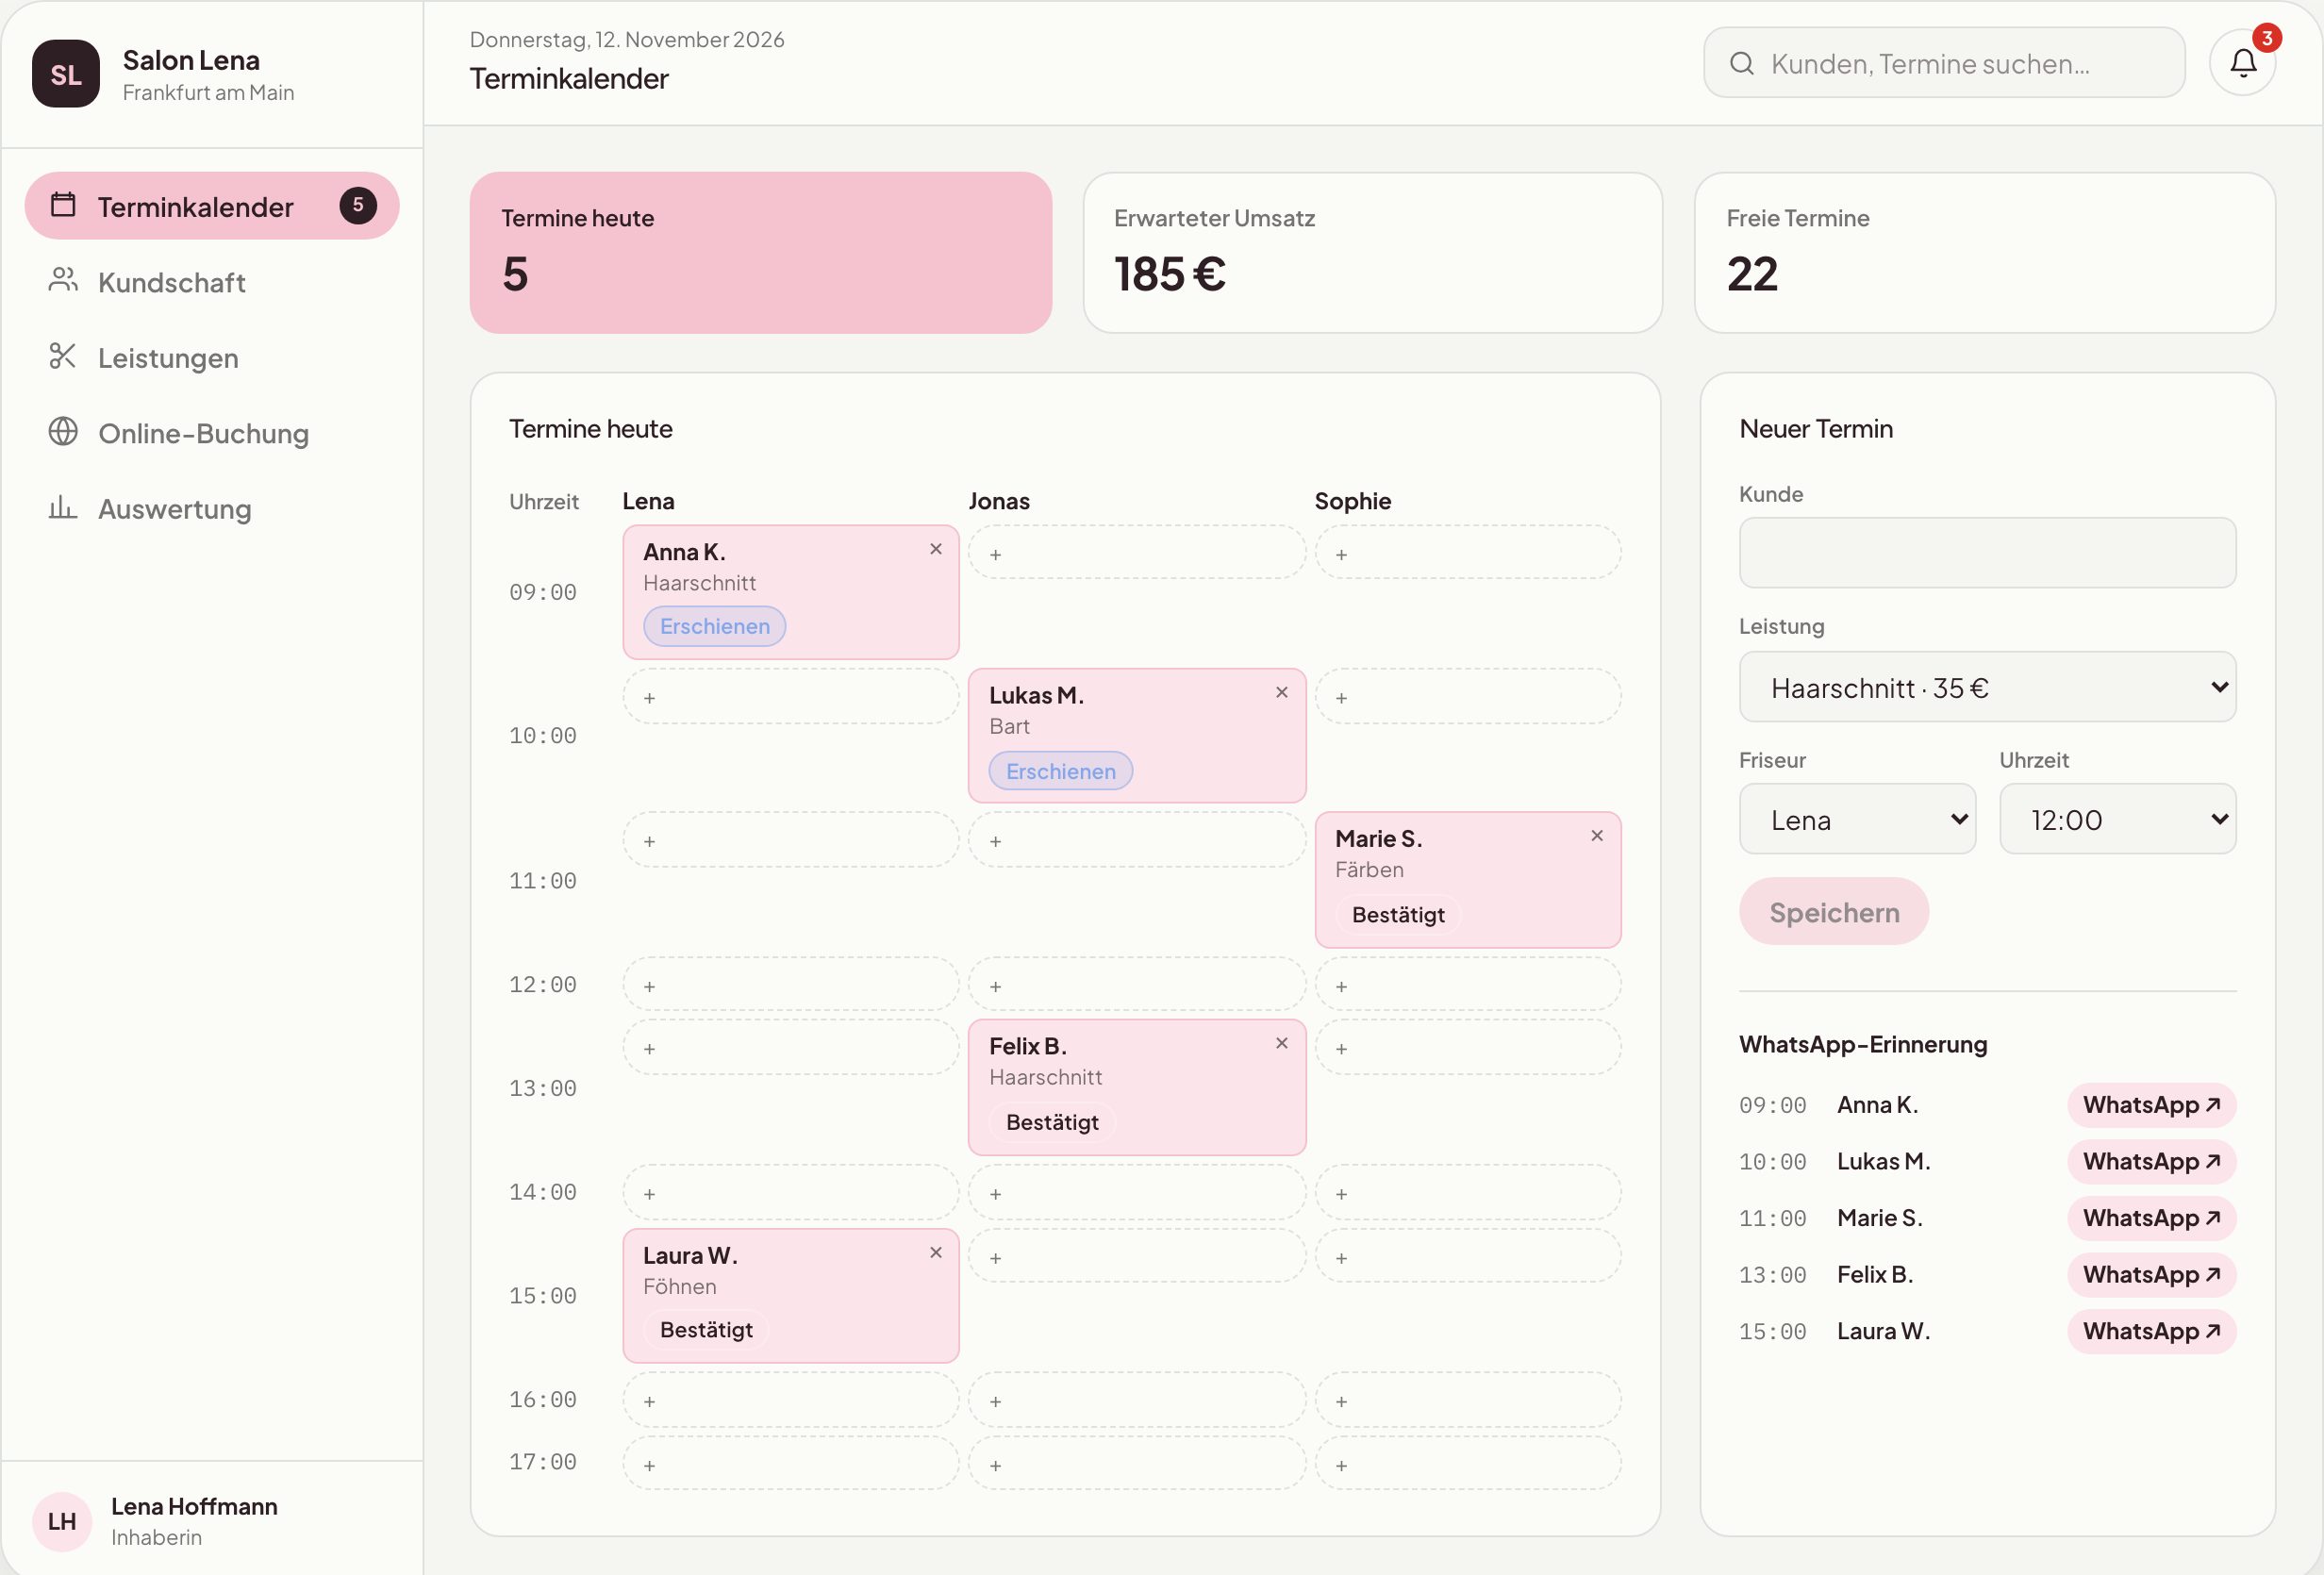 SL
Salon Lena
Frankfurt am Main
Terminkalender 5
Kundschaft
Leistungen
Online-Buchung
Auswertung
LH
Lena Hoffmann
Inhaberin
Donnerstag, 12. November 2026
Terminkalender
Kunden, Termine suchen...
3
Termine heute
5
Erwarteter Umsatz
185 €
Freie Termine
22
Termine heute
Uhrzeit Lena Jonas Sophie
09:00
Anna K. ×
Haarschnitt
Erschienen
+
+
10:00
+
Lukas M. ×
Bart
Erschienen
+
11:00
+
+
Marie S. ×
Färben
Bestätigt
12:00
+
+
+
13:00
+
Felix B. ×
Haarschnitt
Bestätigt
+
14:00
+
+
+
15:00
Laura W. ×
Föhnen
Bestätigt
+
+
16:00
+
+
+
17:00
+
+
+
Neuer Termin
Kunde
Leistung
Haarschnitt · 35 €
Friseur Uhrzeit
Lena 12:00
Speichern
WhatsApp-Erinnerung
09:00 Anna K. WhatsApp ↗
10:00 Lukas M. WhatsApp ↗
11:00 Marie S. WhatsApp ↗
13:00 Felix B. WhatsApp ↗
15:00 Laura W. WhatsApp ↗